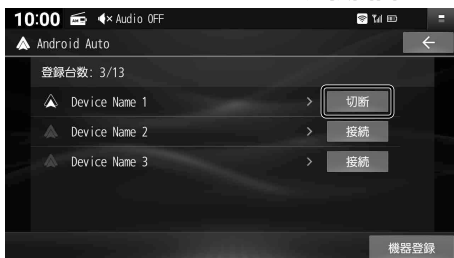 10:00 Audio OFF
Android Auto
登録台数: 3/13
Device Name 1 > 切断
Device Name 2 > 接続
Device Name 3 > 接続
機器登録